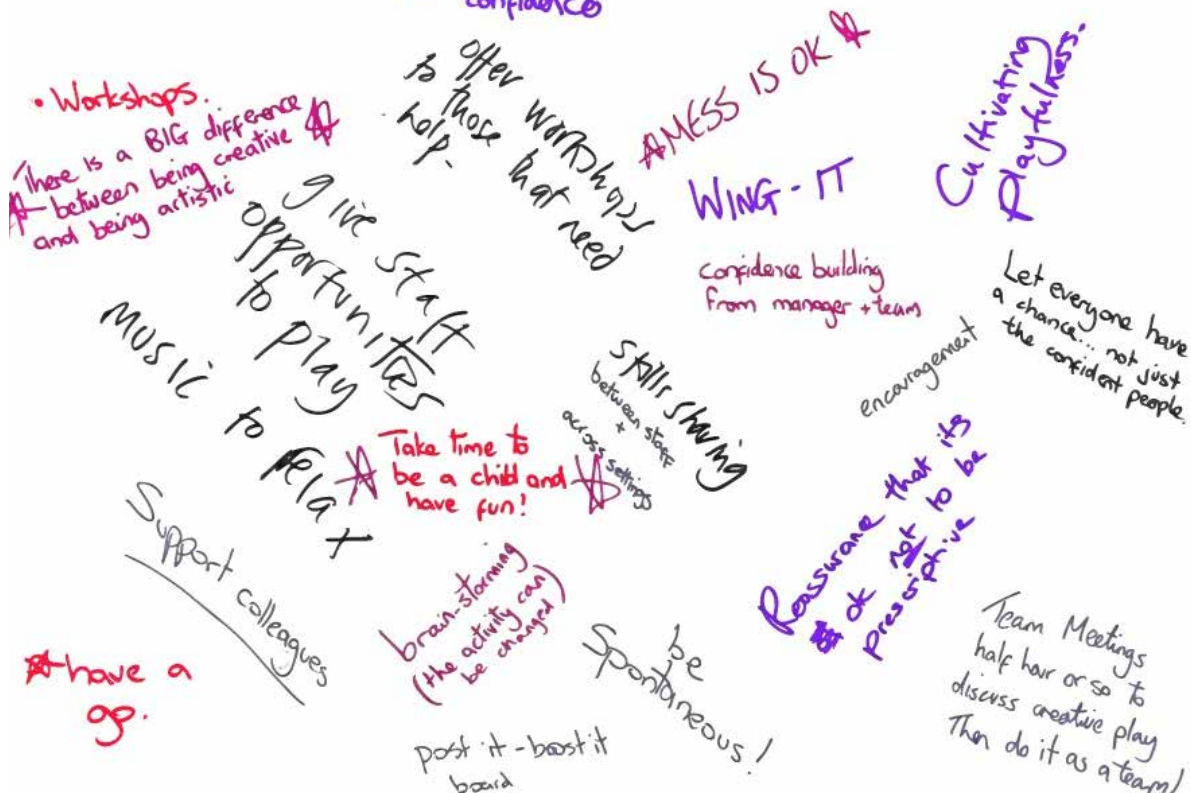 confidence
• Workshops.
There is a BIG difference
between being creative
and being artistic
to offer workshops
to those that need
help.
A MESS IS OK
Cultivating
Playfulness.
WING-IT
give staff
opportunities
to play
confidence building
from manager + team
Let everyone have
a chance... not just
the confident people.
encouragement
music to relax
Skills sharing
between staff
+
across settings
Take time to
be a child and
have fun!
Reassurance that its
ok not to be
prescriptive
Support colleagues
brain-storming
(the activity can
be changed)
be
Spontaneous!
Team Meetings
half hour or so to
discuss creative play
Then do it as a team!
have a
go.
post it - boost it
board